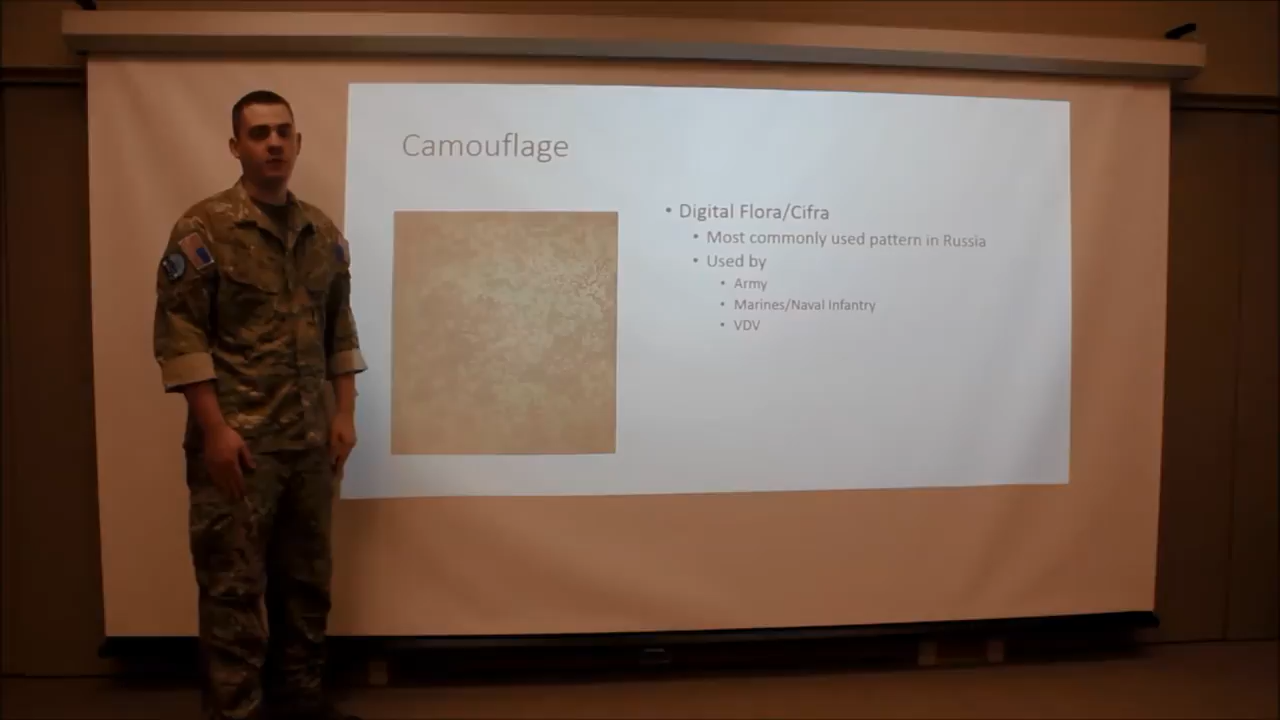 Camouflage
• Digital Flora/Cifra
• Most commonly used pattern in Russia
• Used by
• Army
• Marines/Naval Infantry
• VDV